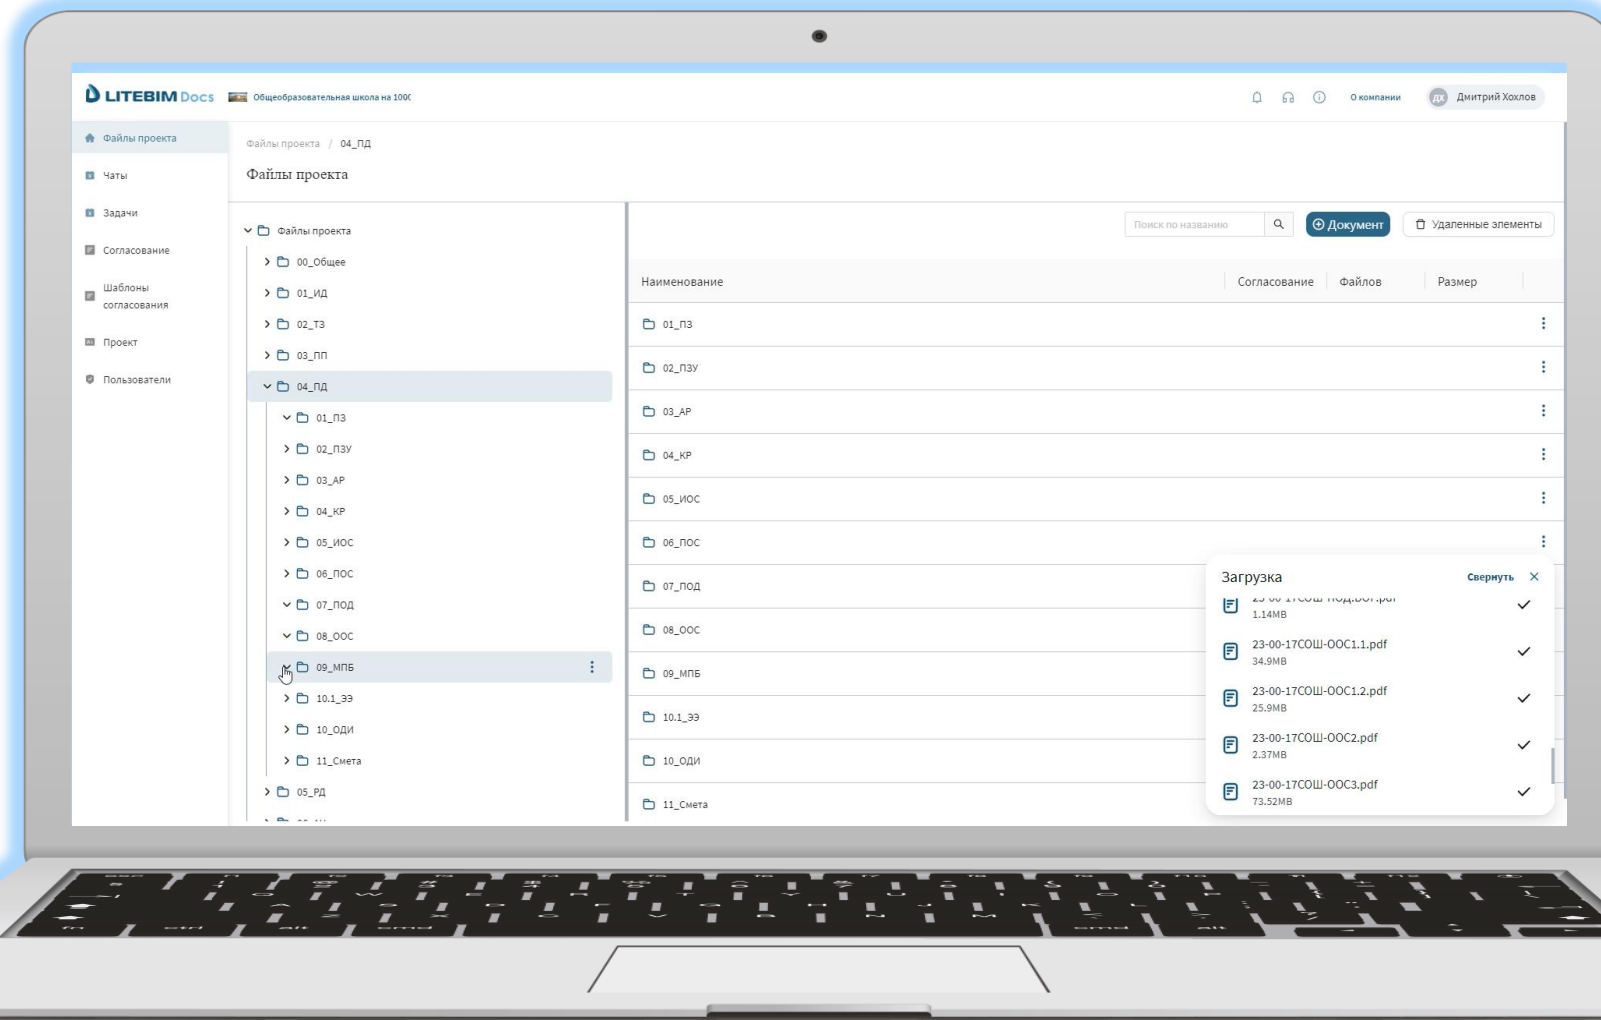 LITEBIM Docs
Общеобразовательная школа на 100
О компании
ДХ
Дмитрий Хохлов
Файлы проекта
Чаты
Задачи
Согласование
Шаблоны
согласования
Проект
Пользователи
Файлы проекта / 04_ПД
Файлы проекта
Файлы проекта
00_Общее
01_ИД
02_ТЗ
03_ПП
04_ПД
01_ПЗ
02_ПЗУ
03_АР
04_КР
05_ИОС
06_ПОС
07_ПОД
08_ООС
09_МПБ
10.1_ЭЭ
10_ОДИ
11_Смета
05_РД
Поиск по названию
Документ
Удаленные элементы
Наименование Согласование Файлов Размер
01_ПЗ
02_ПЗУ
03_АР
04_КР
05_ИОС
06_ПОС
07_ПОД
08_ООС
09_МПБ
10.1_ЭЭ
10_ОДИ
11_Смета
Загрузка
Свернуть
1.14MB
23-00-17СОШ-ООС1.1.pdf
34.9MB
23-00-17СОШ-ООС1.2.pdf
25.9MB
23-00-17СОШ-ООС2.pdf
2.37MB
23-00-17СОШ-ООС3.pdf
73.52MB